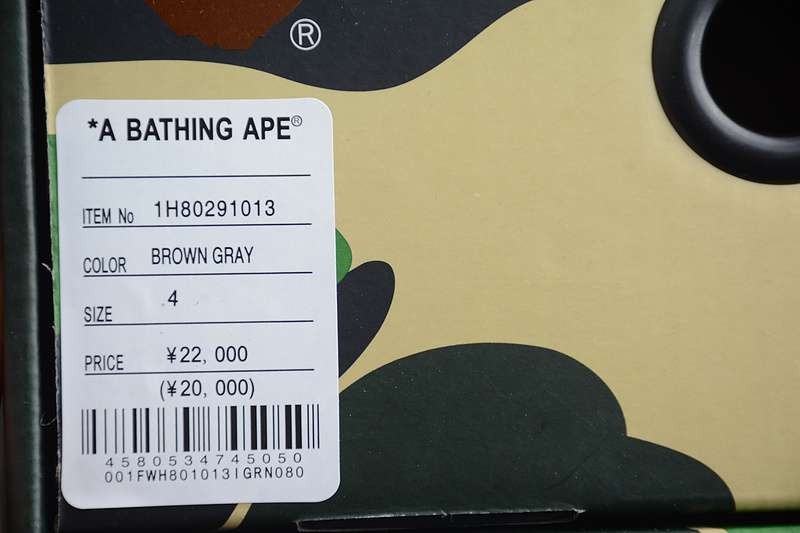 ®
*A BATHING APE®
ITEM No 1H80291013
COLOR BROWN GRAY
SIZE 4
PRICE ¥22, 000
(¥20, 000)
4580534745050
001FWH801013IGRN080